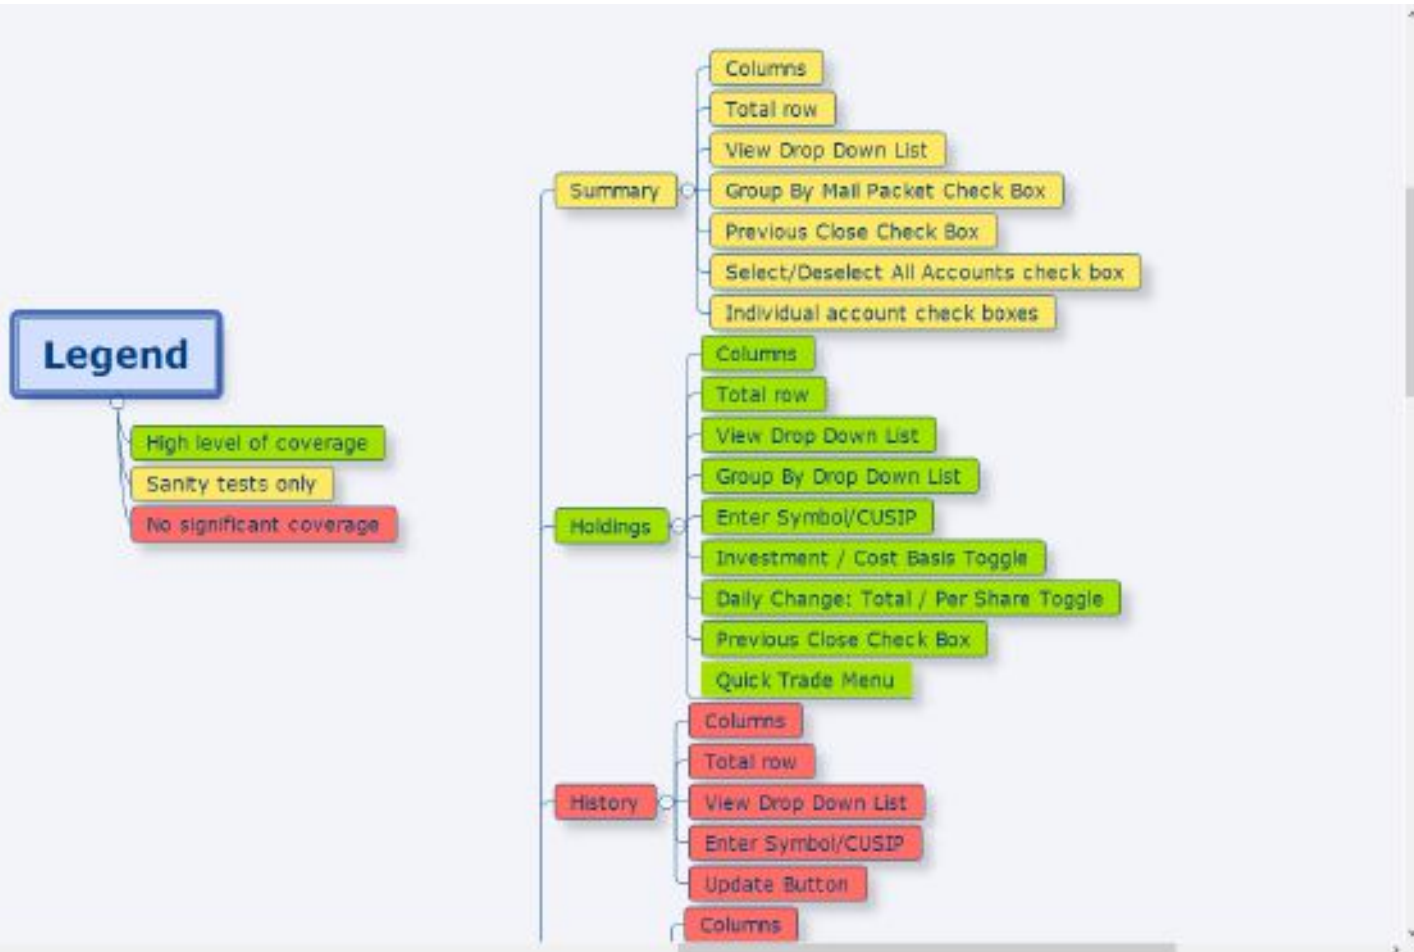 Legend
High level of coverage
Sanity tests only
No significant coverage
Summary
Columns
Total row
View Drop Down List
Group By Mail Packet Check Box
Previous Close Check Box
Select/Deselect All Accounts check box
Individual account check boxes
Holdings
Columns
Total row
View Drop Down List
Group By Drop Down List
Enter Symbol/CUSIP
Investment / Cost Basis Toggle
Daily Change: Total / Per Share Toggle
Previous Close Check Box
Quick Trade Menu
History
Columns
Total row
View Drop Down List
Enter Symbol/CUSIP
Update Button
Columns